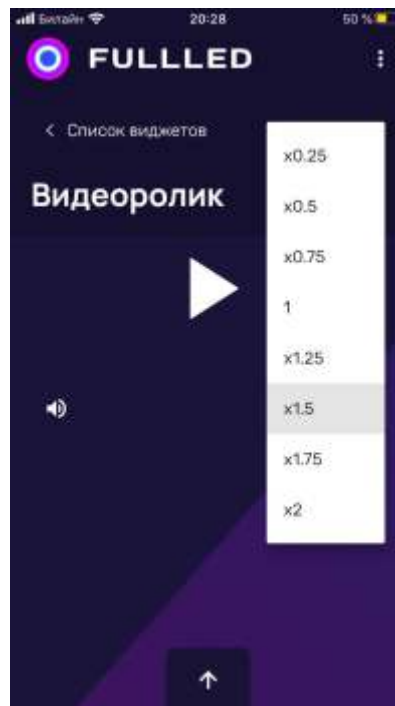 Билайн 20:28 50 %
FULLLED
Список виджетов
Видеоролик
x0.25
x0.5
x0.75
1
x1.25
x1.5
x1.75
x2